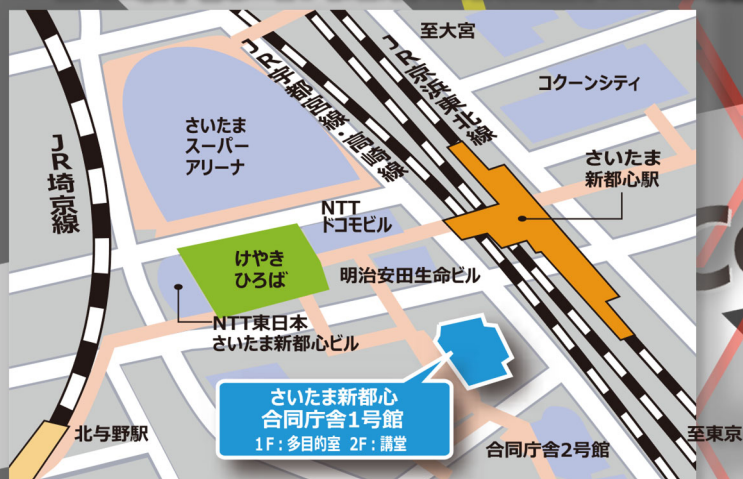 至大宮
JR京浜東北線
JR宇都宮線・高崎線
コクーンシティ
さいたま
スーパー
アリーナ
JR埼京線
さいたま
新都心駅
NTT
ドコモビル
けやき
ひろば
明治安田生命ビル
NTT東日本
さいたま新都心ビル
さいたま新都心
合同庁舎1号館
1F：多目的室 2F：講堂
北与野駅
合同庁舎2号館
至東京